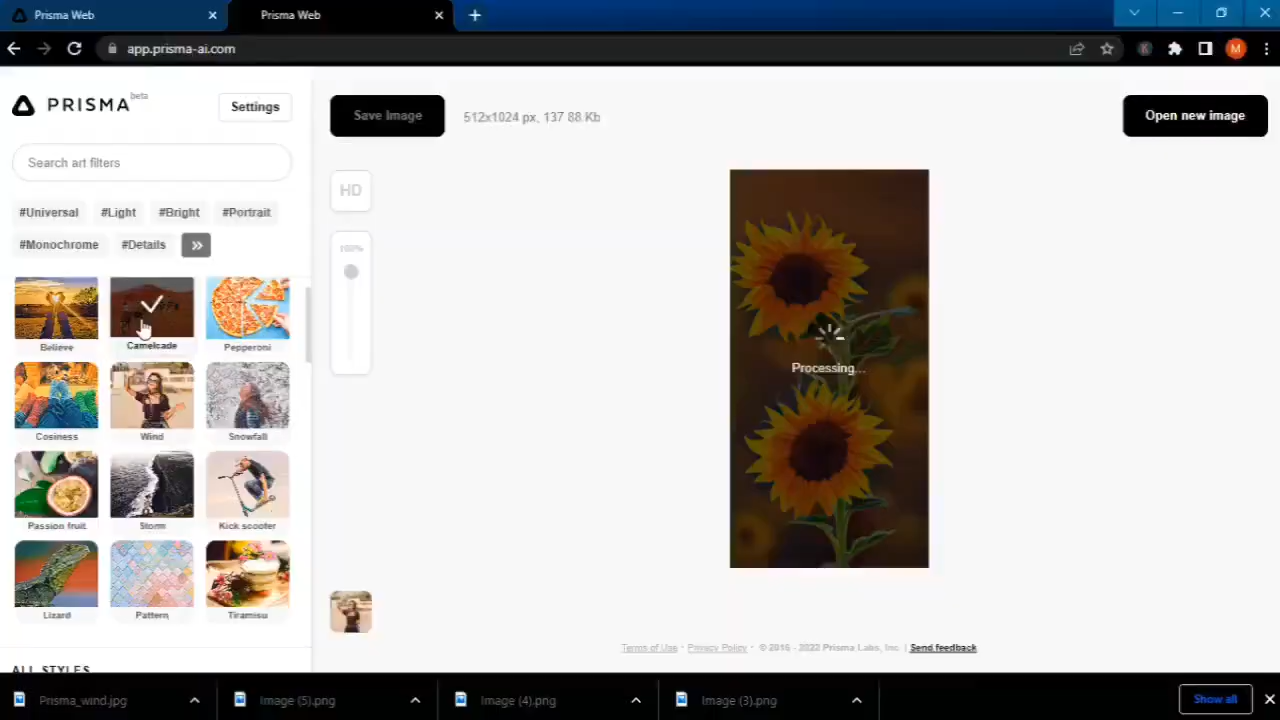 Prisma Web
Prisma Web
app.prisma-ai.com
K
M
PRISMA beta
Settings
Save Image
512x1024 px, 137 88 Kb
Open new image
Search art filters
#Universal #Light #Bright #Portrait
#Monochrome #Details »
HD
100%
Believe Camelcade Pepperoni
Cosiness Wind Snowfall
Passion fruit Storm Kick scooter
Lizard Pattern Tiramisu
ALL STYLES
Processing...
Terms of Use · Privacy Policy · © 2016 - 2022 Prisma Labs, Inc. | Send feedback
Prisma_wind.jpg
Image (5).png
Image (4).png
Image (3).png
Show all